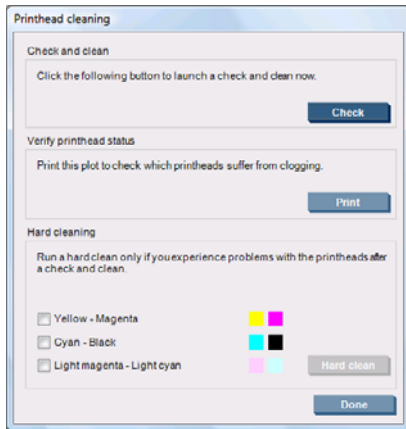 Printhead cleaning
Check and clean
Click the following button to launch a check and clean now.
Check
Verify printhead status
Print this plot to check which printheads suffer from clogging.
Print
Hard cleaning
Run a hard clean only if you experience problems with the printheads after
a check and clean.
Yellow - Magenta
Cyan - Black
Light magenta - Light cyan
Hard clean
Done